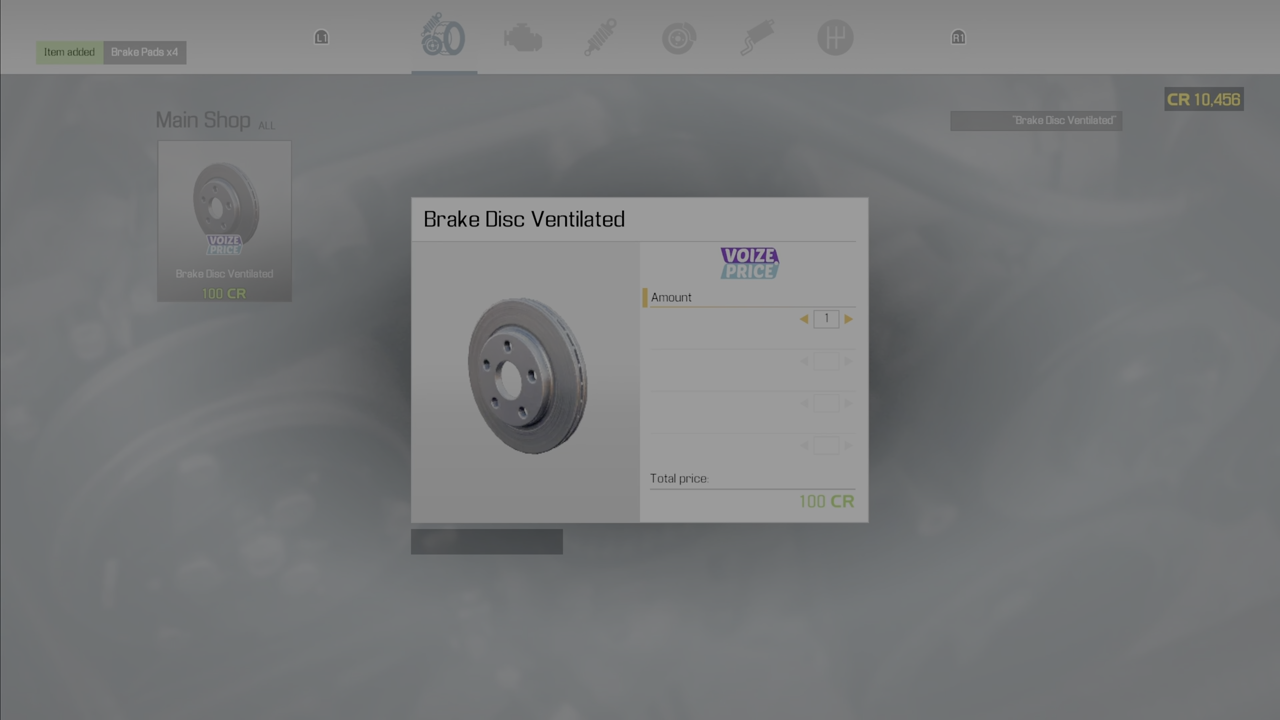 L1
R1
Item added Brake Pads x4
CR 10,456
Main Shop ALL
"Brake Disc Ventilated"
VOIZE
PRICE
Brake Disc Ventilated
100 CR
Brake Disc Ventilated
VOIZE
PRICE
Amount
1
Total price:
100 CR